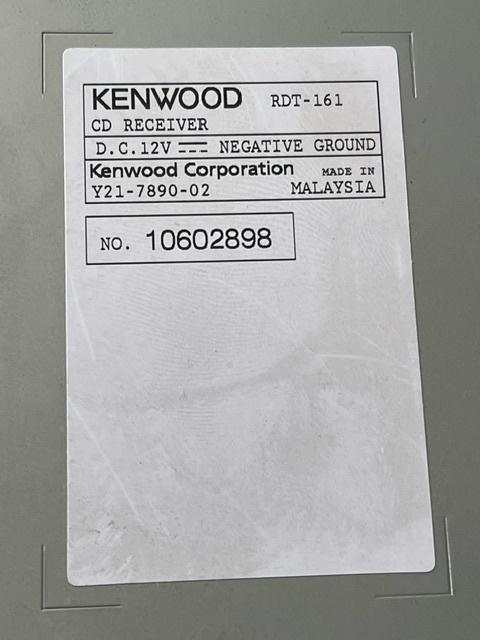 KENWOOD RDT-161
CD RECEIVER
D.C.12V ⎓ NEGATIVE GROUND
Kenwood Corporation MADE IN
Y21-7890-02 MALAYSIA
NO. 10602898